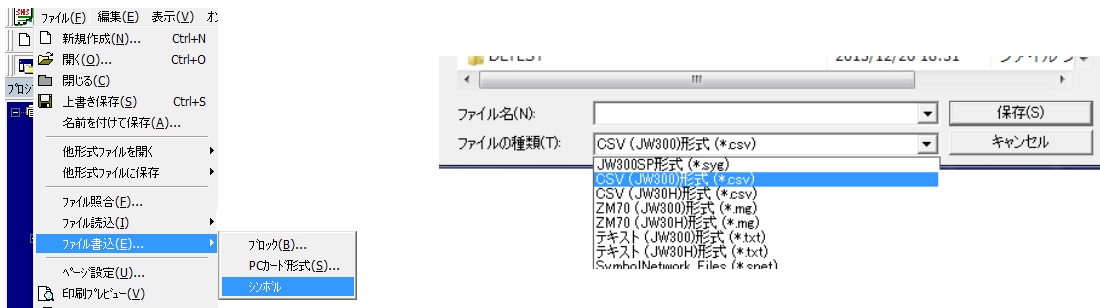 ファイル(F) 編集(E) 表示(V)
新規作成(N)... Ctrl+N
開く(O)... Ctrl+O
閉じる(C)
上書き保存(S) Ctrl+S
名前を付けて保存(A)...
他形式ファイルを開く
他形式ファイルに保存
ファイル照合(F)...
ファイル読込(I)
ファイル書込(E)...
ページ設定(U)...
印刷プレビュー(V)
ブロック(B)...
PCカード形式(S)...
シンボル
ファイル名(N):
保存(S)
ファイルの種類(T):
CSV (JW300)形式 (*.csv)
キャンセル
JW300SP形式 (*.syg)
CSV (JW300)形式 (*.csv)
CSV (JW30H)形式 (*.csv)
ZM70 (JW300)形式 (*.mg)
ZM70 (JW30H)形式 (*.mg)
テキスト (JW300)形式 (*.txt)
テキスト (JW30H)形式 (*.txt)
SymbolNetwork Files (*.snet)